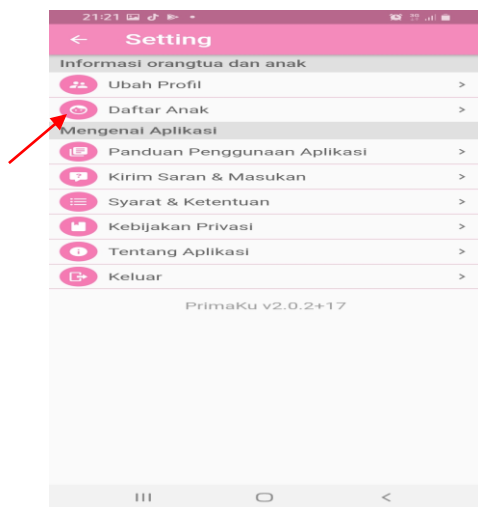 21:21
Setting
Informasi orangtua dan anak
Ubah Profil
Daftar Anak
Mengenai Aplikasi
Panduan Penggunaan Aplikasi
Kirim Saran & Masukan
Syarat & Ketentuan
Kebijakan Privasi
Tentang Aplikasi
Keluar
PrimaKu v2.0.2+17